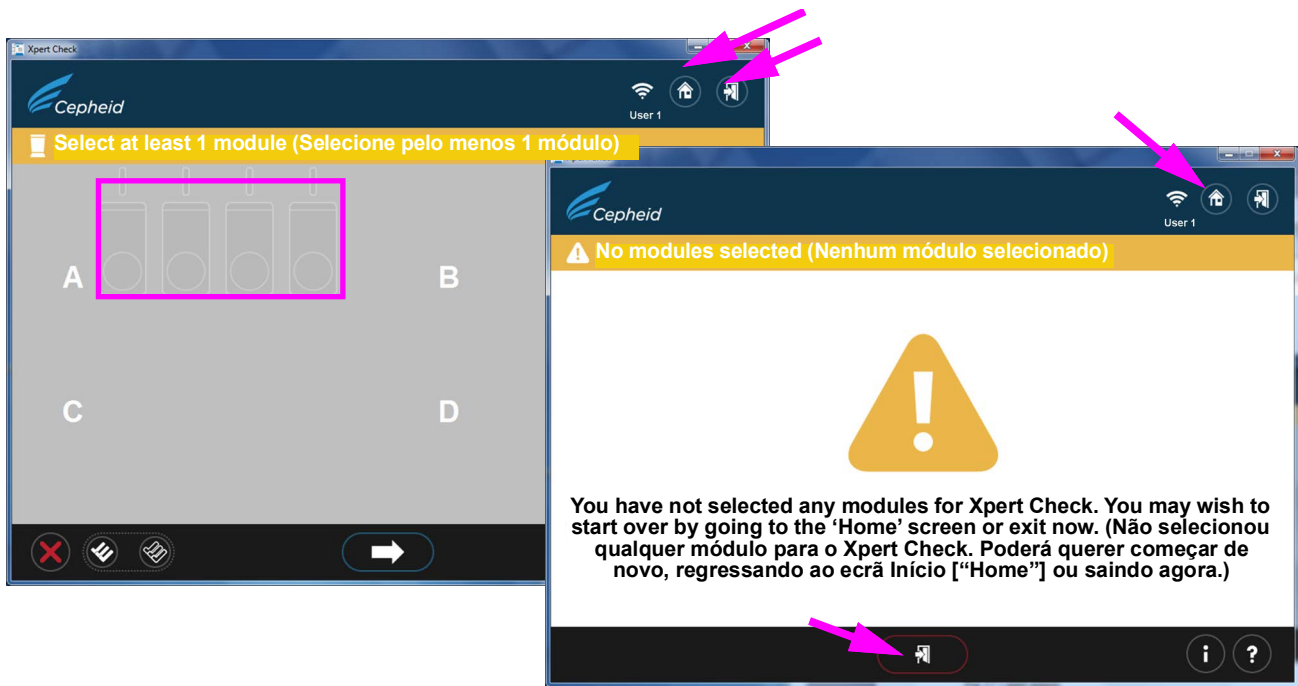 Xpert Check
Cepheid
User 1
Select at least 1 module (Selecione pelo menos 1 módulo)
A
B
C
D
Cepheid
User 1
No modules selected (Nenhum módulo selecionado)
You have not selected any modules for Xpert Check. You may wish to
start over by going to the ‘Home’ screen or exit now. (Não selecionou
qualquer módulo para o Xpert Check. Poderá querer começar de
novo, regressando ao ecrã Início [“Home”] ou saindo agora.)
i
?